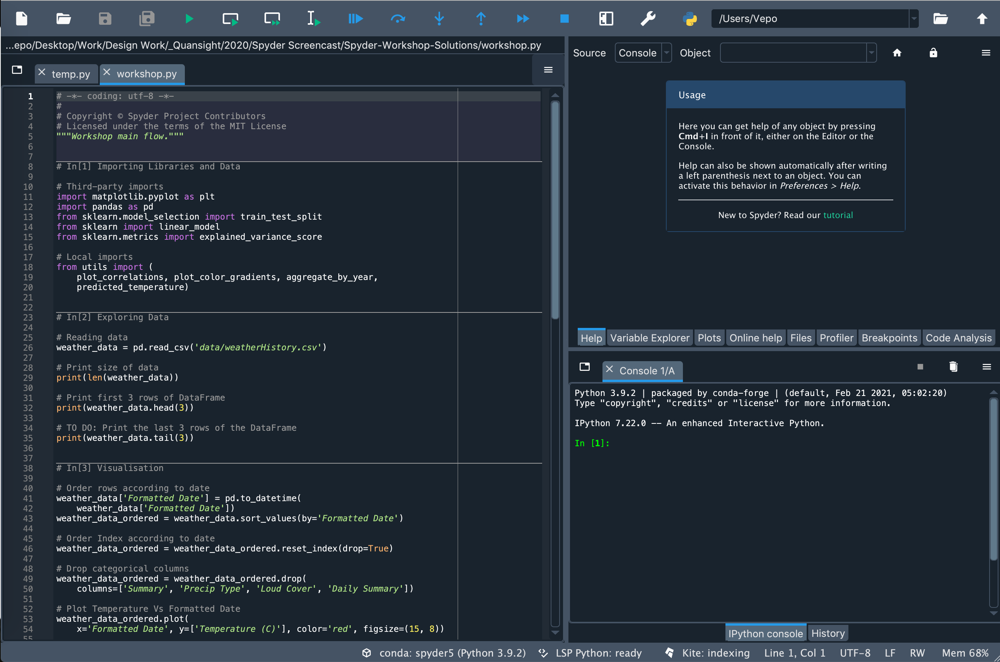 /Users/Vepo
...epo/Desktop/Work/Design Work/_Quansight/2020/Spyder Screencast/Spyder-Workshop-Solutions/workshop.py
temp.py
workshop.py
1 # -*- coding: utf-8 -*-
2 #
3 # Copyright © Spyder Project Contributors
4 # Licensed under the terms of the MIT License
5 """Workshop main flow."""
6
7
8 # In[1] Importing Libraries and Data
9
10 # Third-party imports
11 import matplotlib.pyplot as plt
12 import pandas as pd
13 from sklearn.model_selection import train_test_split
14 from sklearn import linear_model
15 from sklearn.metrics import explained_variance_score
16
17 # Local imports
18 from utils import (
19     plot_correlations, plot_color_gradients, aggregate_by_year,
20     predicted_temperature)
21
22
23 # In[2] Exploring Data
24
25 # Reading data
26 weather_data = pd.read_csv('data/weatherHistory.csv')
27
28 # Print size of data
29 print(len(weather_data))
30
31 # Print first 3 rows of DataFrame
32 print(weather_data.head(3))
33
34 # TO DO: Print the last 3 rows of the DataFrame
35 print(weather_data.tail(3))
36
37
38 # In[3] Visualisation
39
40 # Order rows according to date
41 weather_data['Formatted Date'] = pd.to_datetime(
42     weather_data['Formatted Date'])
43 weather_data_ordered = weather_data.sort_values(by='Formatted Date')
44
45 # Order Index according to date
46 weather_data_ordered = weather_data_ordered.reset_index(drop=True)
47
48 # Drop categorical columns
49 weather_data_ordered = weather_data_ordered.drop(
50     columns=['Summary', 'Precip Type', 'Loud Cover', 'Daily Summary'])
51
52 # Plot Temperature Vs Formatted Date
53 weather_data_ordered.plot(
54     x='Formatted Date', y=['Temperature (C)'], color='red', figsize=(15, 8))
55
Source Console Object
Usage
Here you can get help of any object by pressing
Cmd+I in front of it, either on the Editor or the
Console.
Help can also be shown automatically after writing
a left parenthesis next to an object. You can
activate this behavior in Preferences > Help.
New to Spyder? Read our tutorial
Help Variable Explorer Plots Online help Files Profiler Breakpoints Code Analysis
Console 1/A
Python 3.9.2 | packaged by conda-forge | (default, Feb 21 2021, 05:02:20)
Type "copyright", "credits" or "license" for more information.
IPython 7.22.0 -- An enhanced Interactive Python.
In [1]:
IPython console History
conda: spyder5 (Python 3.9.2) LSP Python: ready Kite: indexing Line 1, Col 1 UTF-8 LF RW Mem 68%